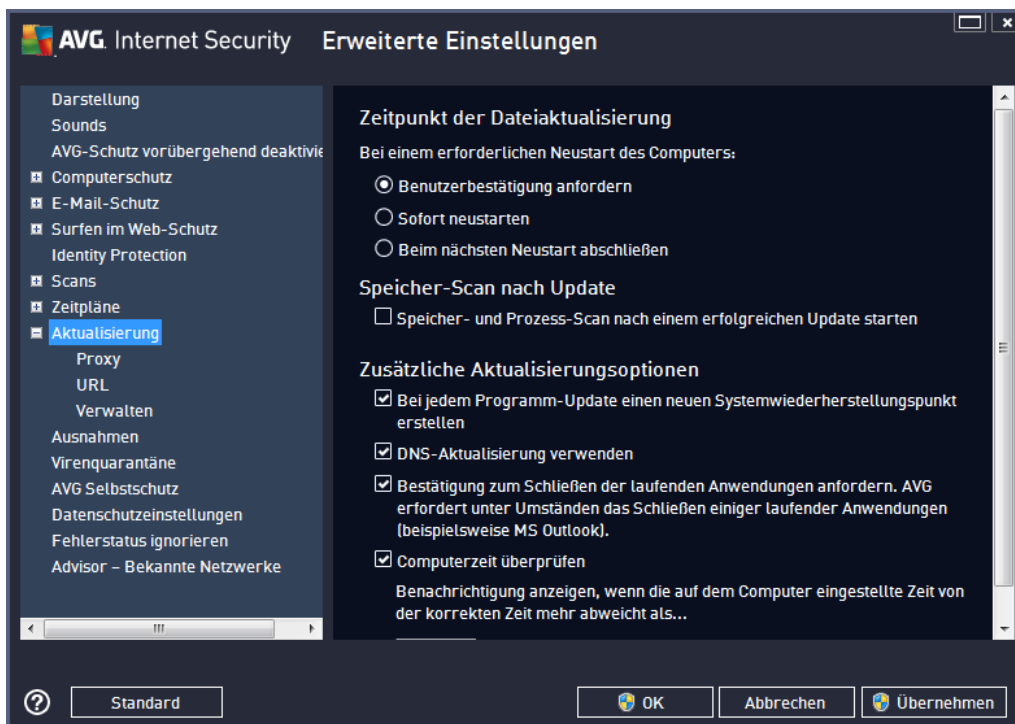 AVG. Internet Security Erweiterte Einstellungen
Darstellung
Sounds
AVG-Schutz vorübergehend deaktivie
Computerschutz
E-Mail-Schutz
Surfen im Web-Schutz
Identity Protection
Scans
Zeitpläne
Aktualisierung
Proxy
URL
Verwalten
Ausnahmen
Virenquarantäne
AVG Selbstschutz
Datenschutzeinstellungen
Fehlerstatus ignorieren
Advisor – Bekannte Netzwerke
Zeitpunkt der Dateiaktualisierung
Bei einem erforderlichen Neustart des Computers:
Benutzerbestätigung anfordern
Sofort neustarten
Beim nächsten Neustart abschließen
Speicher-Scan nach Update
Speicher- und Prozess-Scan nach einem erfolgreichen Update starten
Zusätzliche Aktualisierungsoptionen
Bei jedem Programm-Update einen neuen Systemwiederherstellungspunkt
erstellen
DNS-Aktualisierung verwenden
Bestätigung zum Schließen der laufenden Anwendungen anfordern. AVG
erfordert unter Umständen das Schließen einiger laufender Anwendungen
(beispielsweise MS Outlook).
Computerzeit überprüfen
Benachrichtigung anzeigen, wenn die auf dem Computer eingestellte Zeit von
der korrekten Zeit mehr abweicht als...
? Standard OK Abbrechen Übernehmen